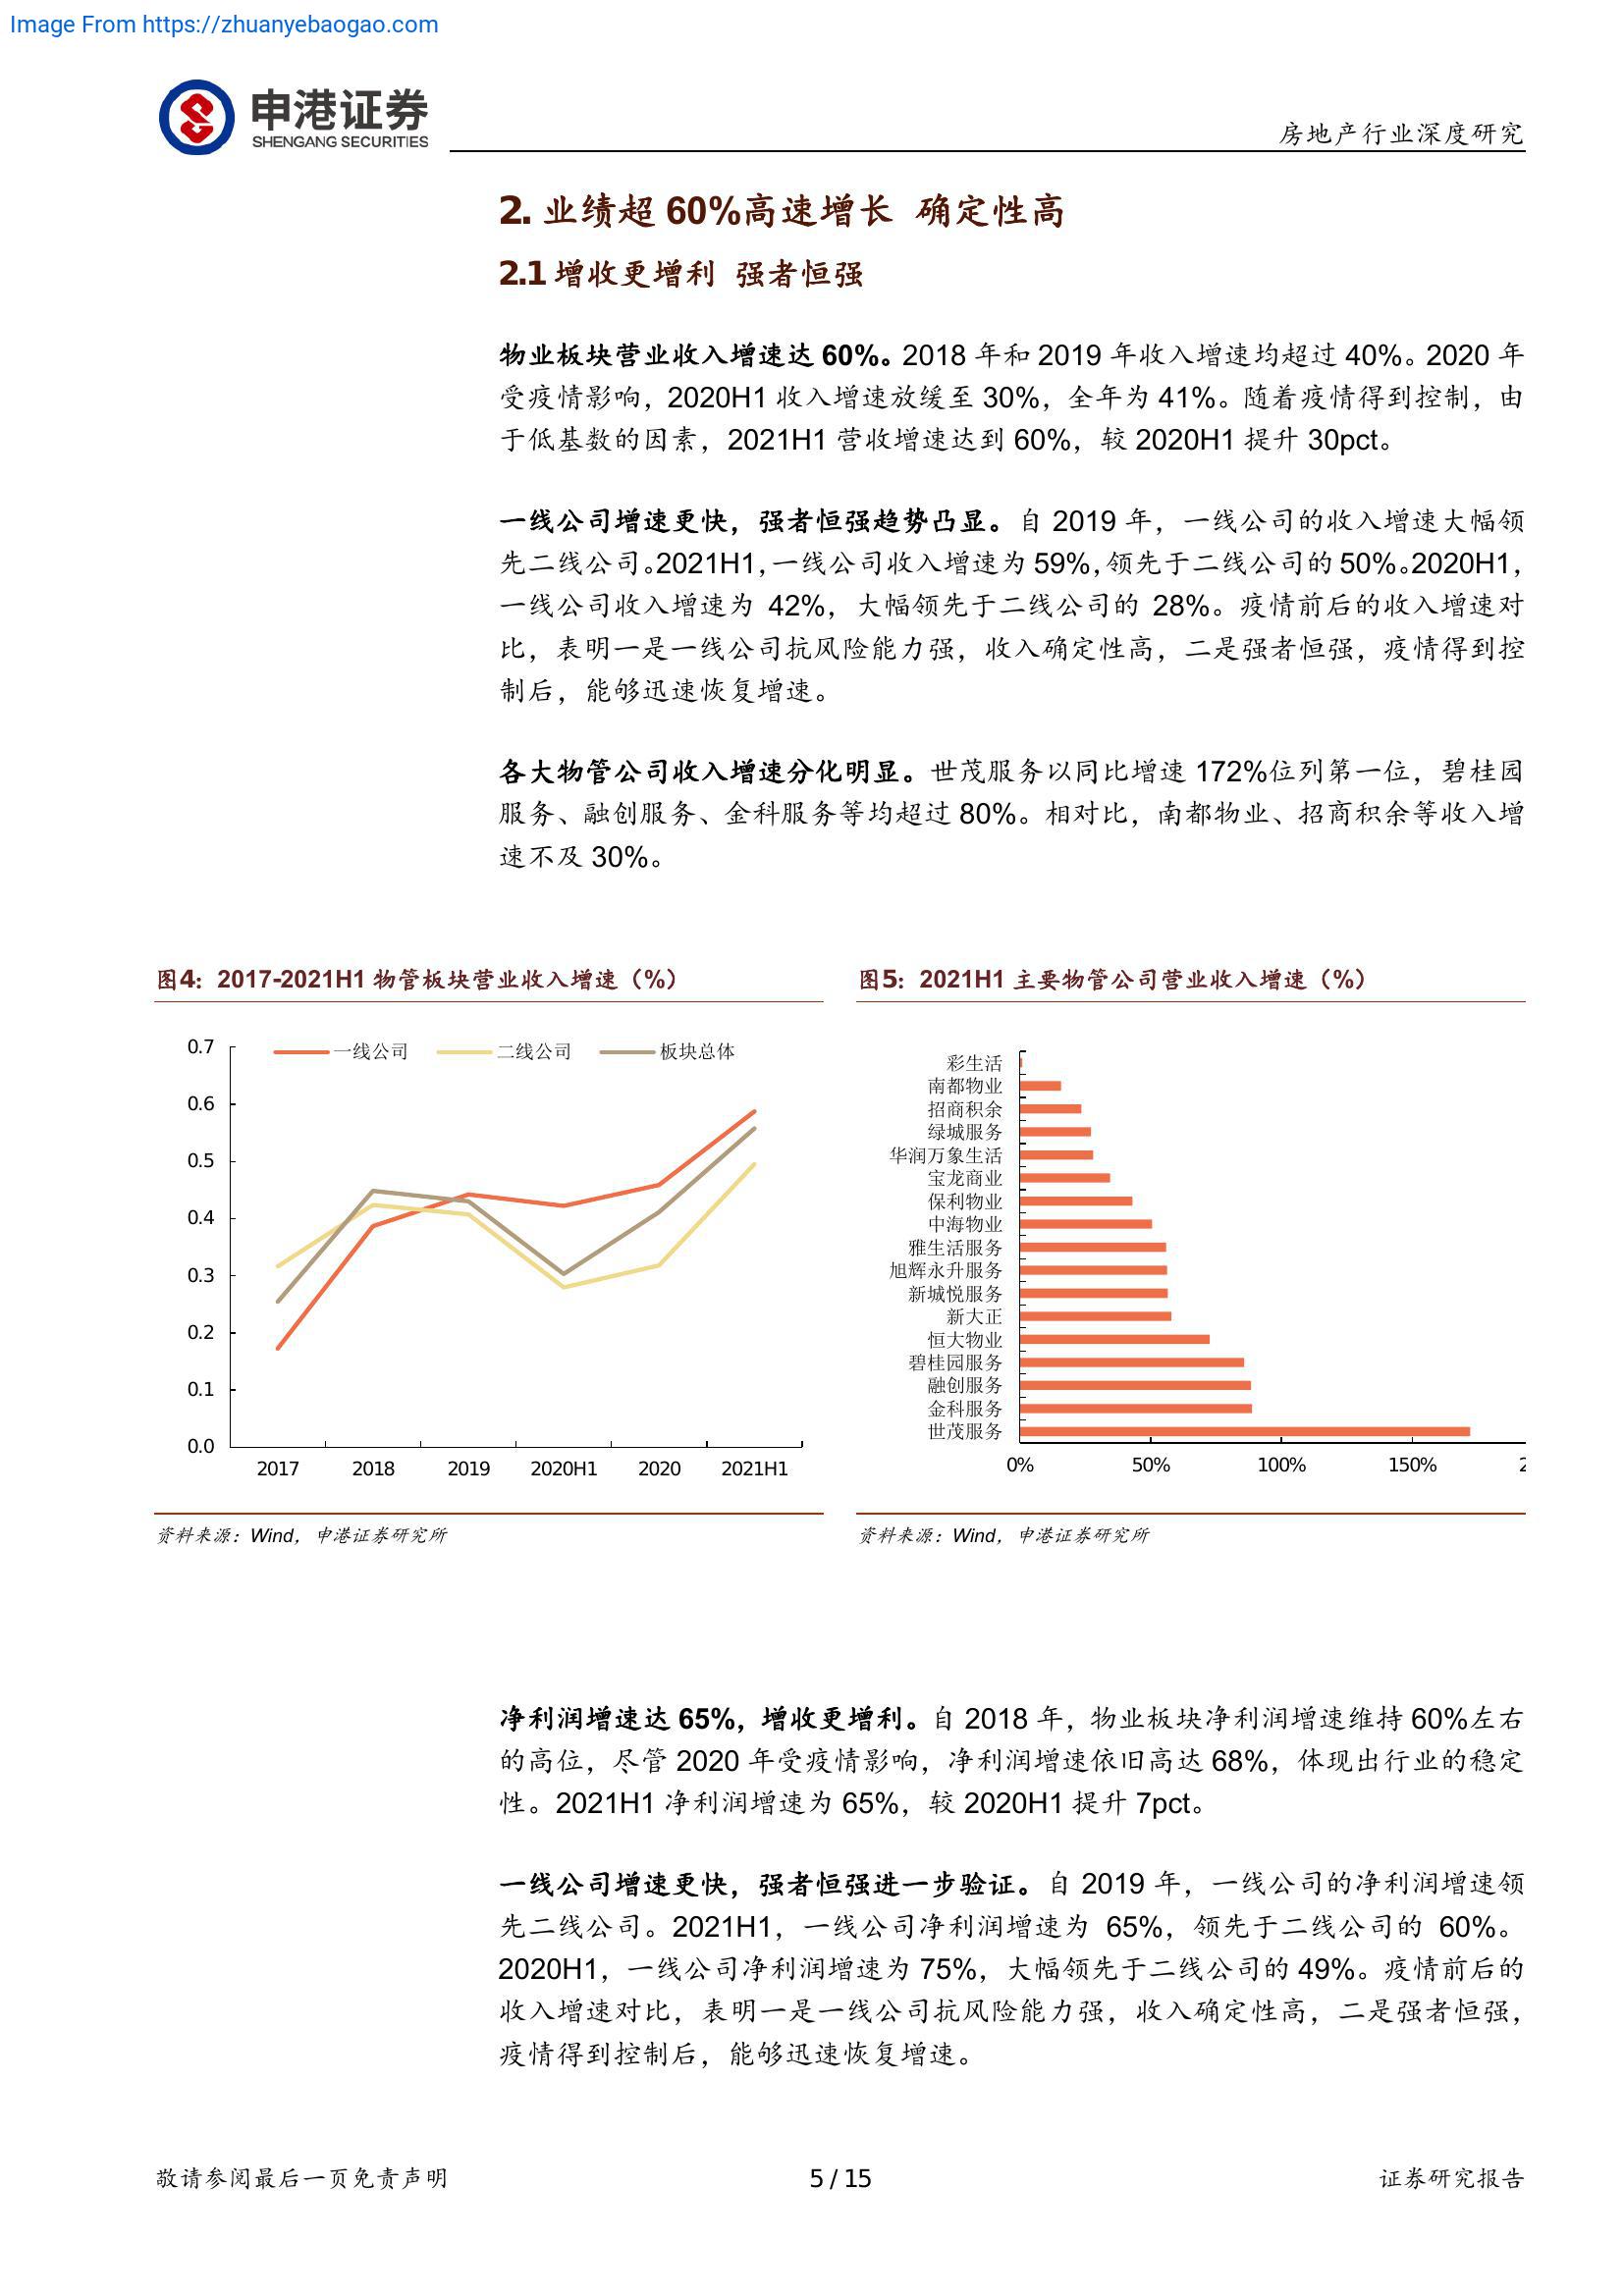 Image From https://zhuanyebaogao.com
申港证券
SHENGANG SECURITIES
房地产行业深度研究
2. 业绩超 60%高速增长 确定性高
2.1 增收更增利 强者恒强
物业板块营业收入增速达 60%。2018 年和 2019 年收入增速均超过 40%。2020 年
受疫情影响，2020H1 收入增速放缓至 30%，全年为 41%。随着疫情得到控制，由
于低基数的因素，2021H1 营收增速达到 60%，较 2020H1 提升 30pct。
一线公司增速更快，强者恒强趋势凸显。自 2019 年，一线公司的收入增速大幅领
先二线公司。2021H1，一线公司收入增速为 59%，领先于二线公司的 50%。2020H1，
一线公司收入增速为 42%，大幅领先于二线公司的 28%。疫情前后的收入增速对
比，表明一是一线公司抗风险能力强，收入确定性高，二是强者恒强，疫情得到控
制后，能够迅速恢复增速。
各大物管公司收入增速分化明显。世茂服务以同比增速 172%位列第一位，碧桂园
服务、融创服务、金科服务等均超过 80%。相对比，南都物业、招商积余等收入增
速不及 30%。
图4：2017-2021H1 物管板块营业收入增速（%）
一线公司 二线公司 板块总体
0.7
0.6
0.5
0.4
0.3
0.2
0.1
0.0
2017 2018 2019 2020H1 2020 2021H1
资料来源：Wind，申港证券研究所
图5：2021H1 主要物管公司营业收入增速（%）
彩生活
南都物业
招商积余
绿城服务
华润万象生活
宝龙商业
保利物业
中海物业
雅生活服务
旭辉永升服务
新城悦服务
新大正
恒大物业
碧桂园服务
融创服务
金科服务
世茂服务
0% 50% 100% 150% 2
资料来源：Wind，申港证券研究所
净利润增速达 65%，增收更增利。自 2018 年，物业板块净利润增速维持 60%左右
的高位，尽管 2020 年受疫情影响，净利润增速依旧高达 68%，体现出行业的稳定
性。2021H1 净利润增速为 65%，较 2020H1 提升 7pct。
一线公司增速更快，强者恒强进一步验证。自 2019 年，一线公司的净利润增速领
先二线公司。2021H1，一线公司净利润增速为 65%，领先于二线公司的 60%。
2020H1，一线公司净利润增速为 75%，大幅领先于二线公司的 49%。疫情前后的
收入增速对比，表明一是一线公司抗风险能力强，收入确定性高，二是强者恒强，
疫情得到控制后，能够迅速恢复增速。
敬请参阅最后一页免责声明
5 / 15
证券研究报告